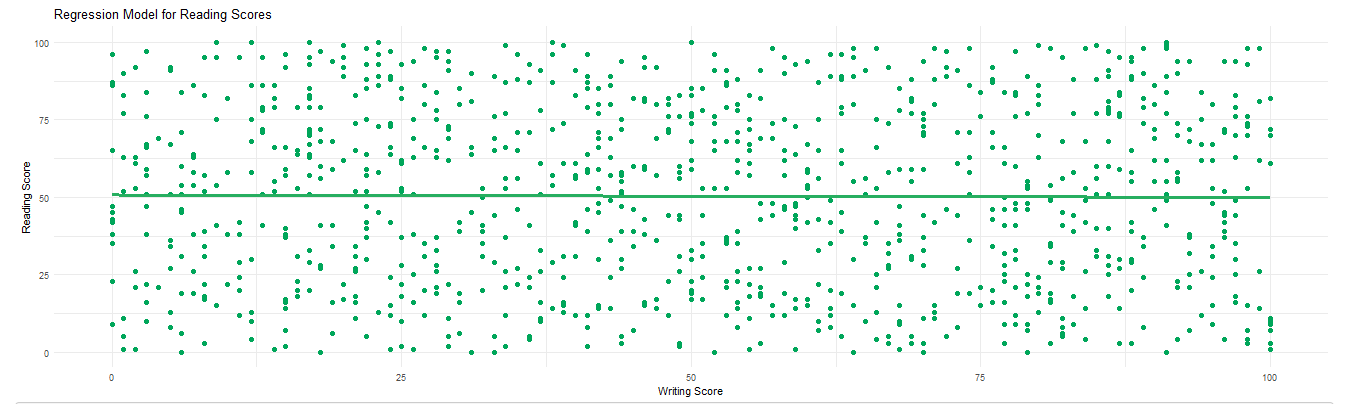 Regression Model for Reading Scores
100
75
50
25
0
Reading Score
0 25 50 75 100
Writing Score